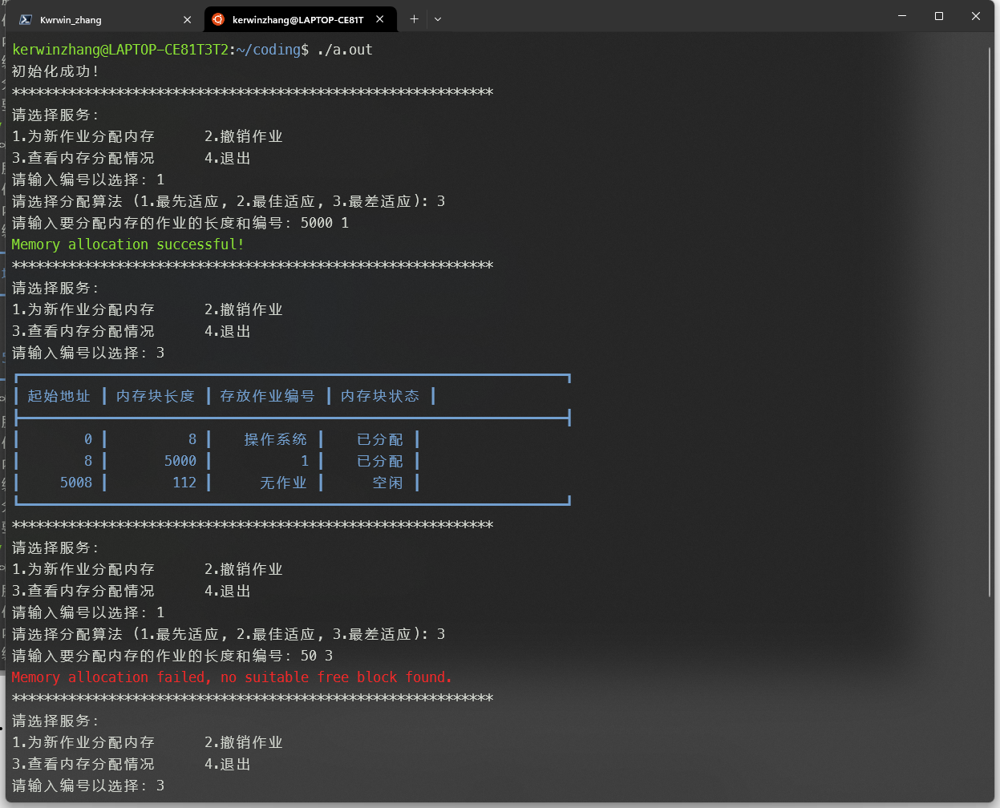 Kwrwin_zhang
kerwinzhang@LAPTOP-CE81T
kerwinzhang@LAPTOP-CE81T3T2:~/coding$ ./a.out
初始化成功!
************************************************************
请选择服务:
1.为新作业分配内存 2.撤销作业
3.查看内存分配情况 4.退出
请输入编号以选择: 1
请选择分配算法 (1.最先适应, 2.最佳适应, 3.最差适应): 3
请输入要分配内存的作业的长度和编号: 5000 1
Memory allocation successful!
************************************************************
请选择服务:
1.为新作业分配内存 2.撤销作业
3.查看内存分配情况 4.退出
请输入编号以选择: 3
起始地址 内存块长度 存放作业编号 内存块状态
0 8 操作系统 已分配
8 5000 1 已分配
5008 112 无作业 空闲
************************************************************
请选择服务:
1.为新作业分配内存 2.撤销作业
3.查看内存分配情况 4.退出
请输入编号以选择: 1
请选择分配算法 (1.最先适应, 2.最佳适应, 3.最差适应): 3
请输入要分配内存的作业的长度和编号: 50 3
Memory allocation failed, no suitable free block found.
************************************************************
请选择服务:
1.为新作业分配内存 2.撤销作业
3.查看内存分配情况 4.退出
请输入编号以选择: 3